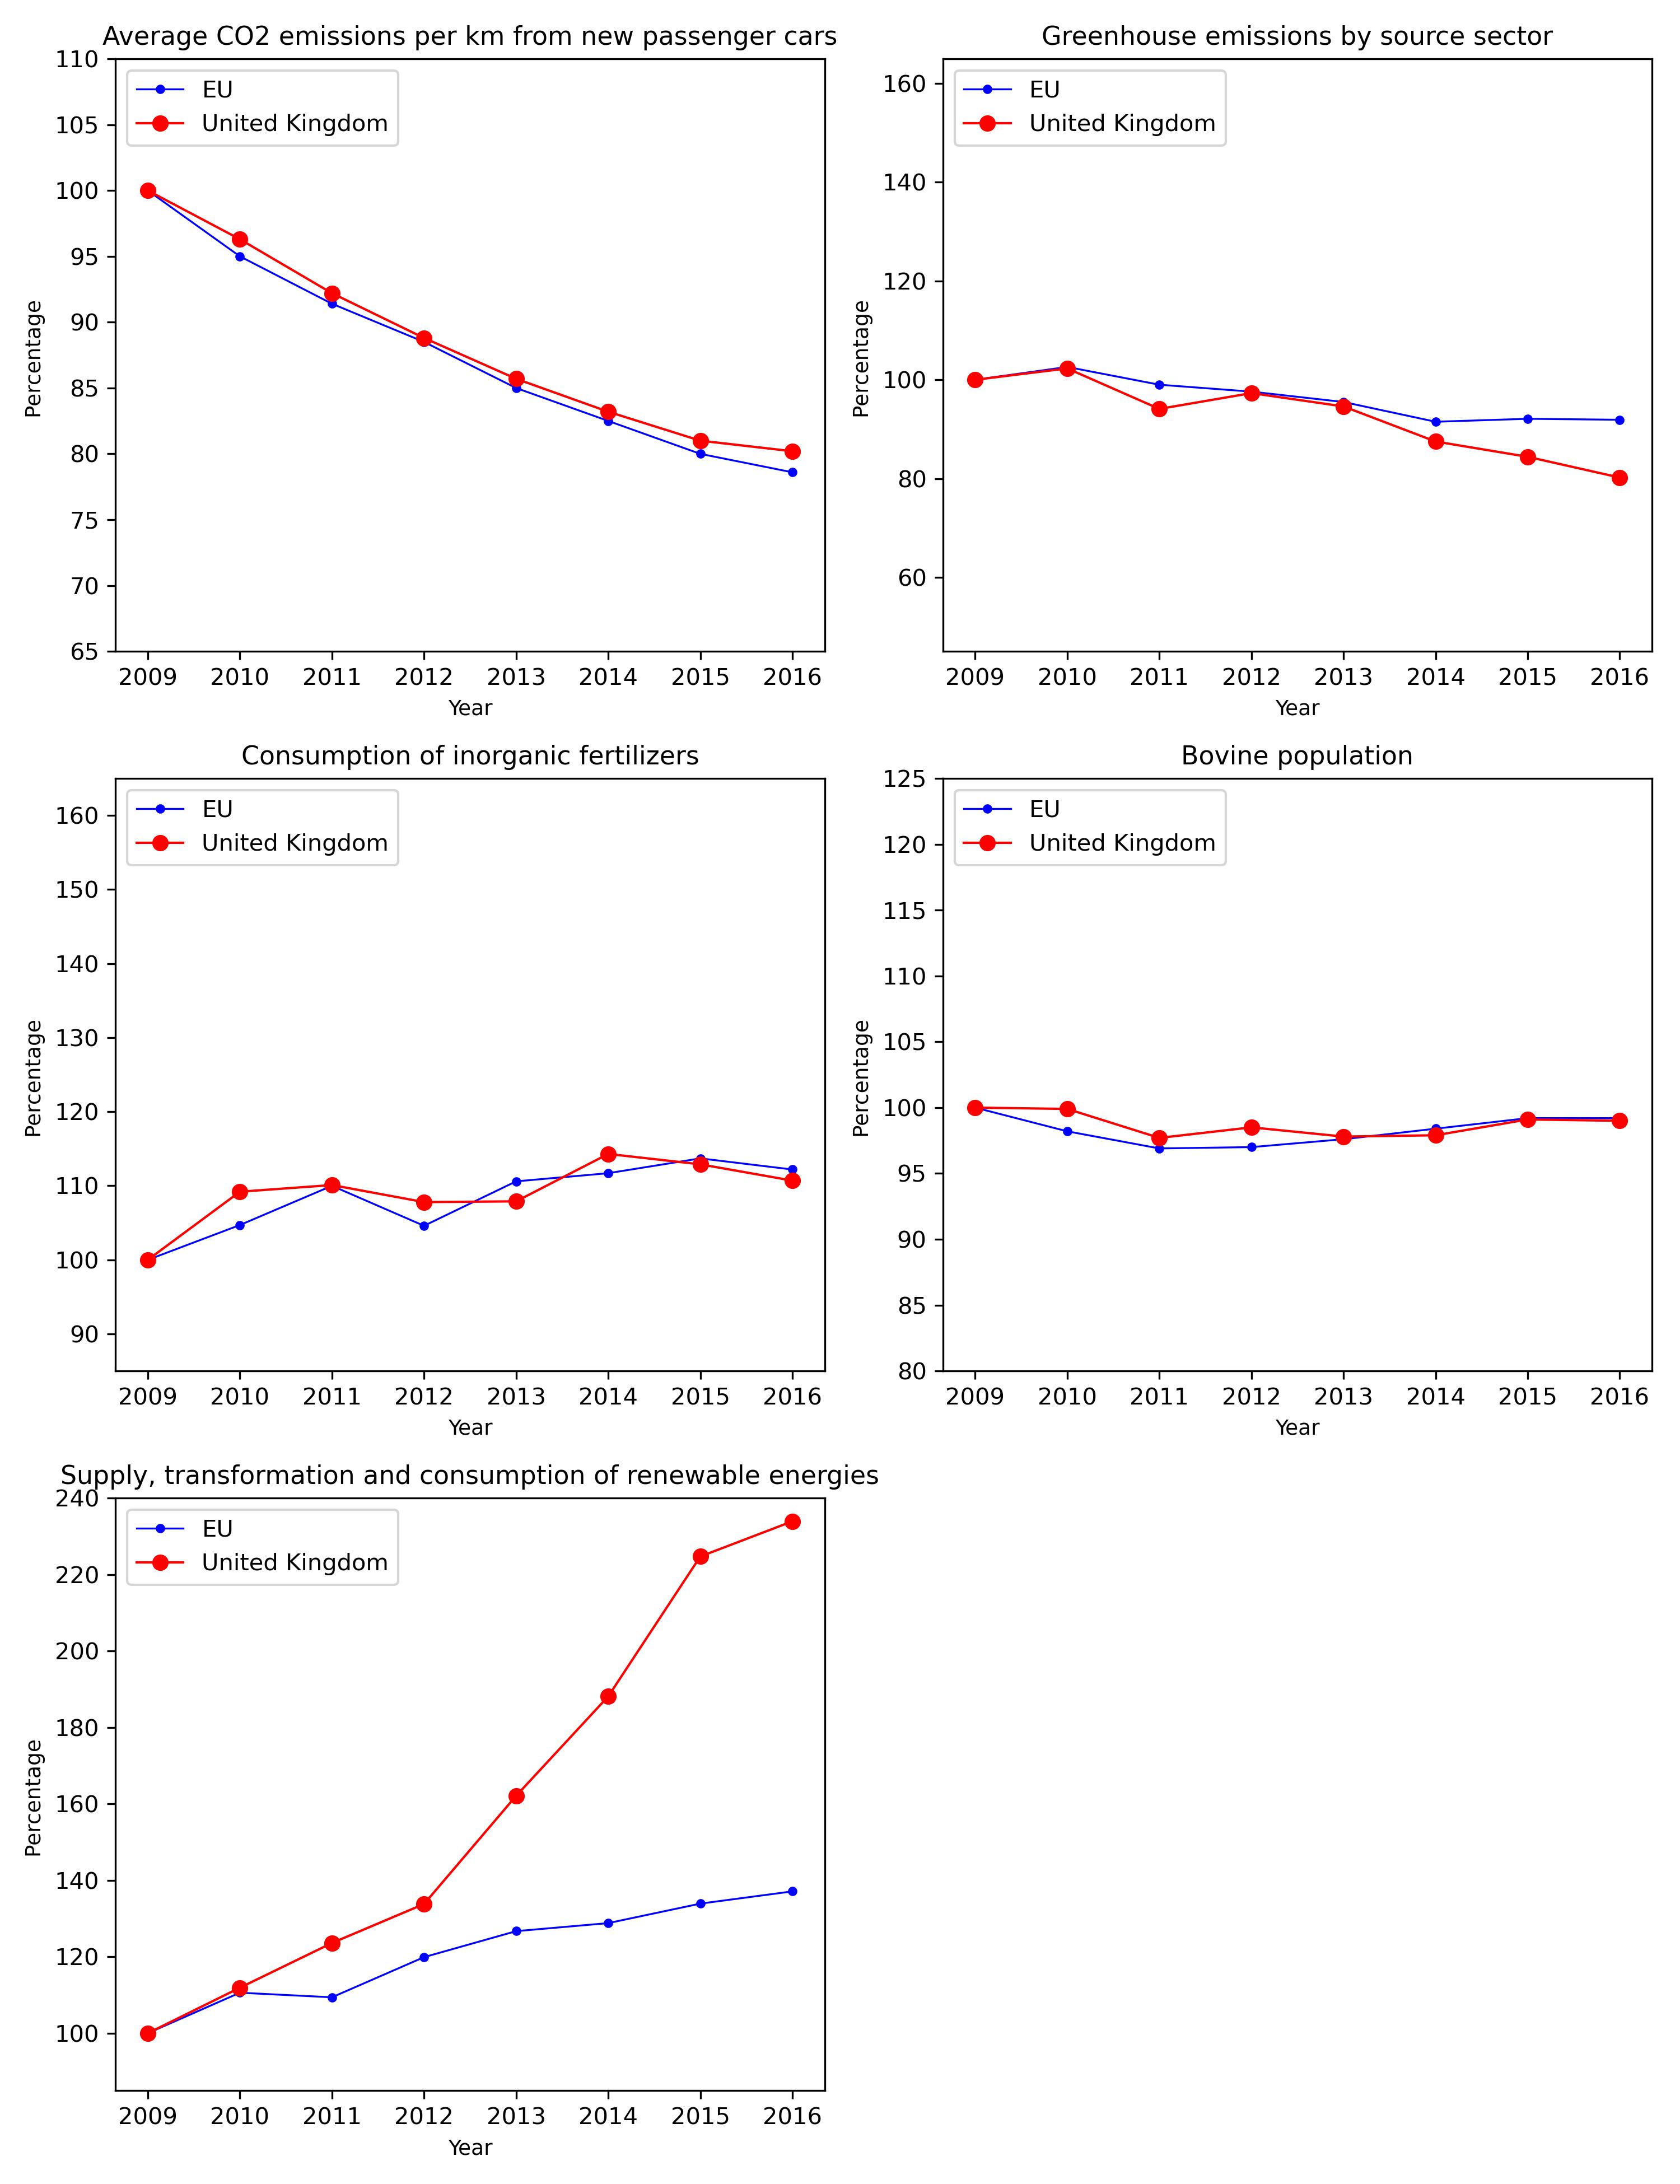 Average CO2 emissions per km from new passenger cars
110
105
100
95
90
85
80
75
70
65
Percentage
EU
United Kingdom
2009 2010 2011 2012 2013 2014 2015 2016
Year
Greenhouse emissions by source sector
160
140
120
100
80
60
Percentage
EU
United Kingdom
2009 2010 2011 2012 2013 2014 2015 2016
Year
Consumption of inorganic fertilizers
160
150
140
130
120
110
100
90
Percentage
EU
United Kingdom
2009 2010 2011 2012 2013 2014 2015 2016
Year
Bovine population
125
120
115
110
105
100
95
90
85
80
Percentage
EU
United Kingdom
2009 2010 2011 2012 2013 2014 2015 2016
Year
Supply, transformation and consumption of renewable energies
240
220
200
180
160
140
120
100
Percentage
EU
United Kingdom
2009 2010 2011 2012 2013 2014 2015 2016
Year